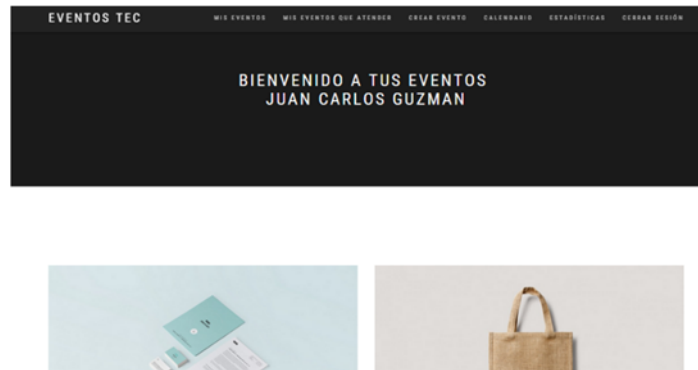 EVENTOS TEC
MIS EVENTOS MIS EVENTOS QUE ATENDER CREAR EVENTO CALENDARIO ESTADÍSTICAS CERRAR SESIÓN
BIENVENIDO A TUS EVENTOS
JUAN CARLOS GUZMAN